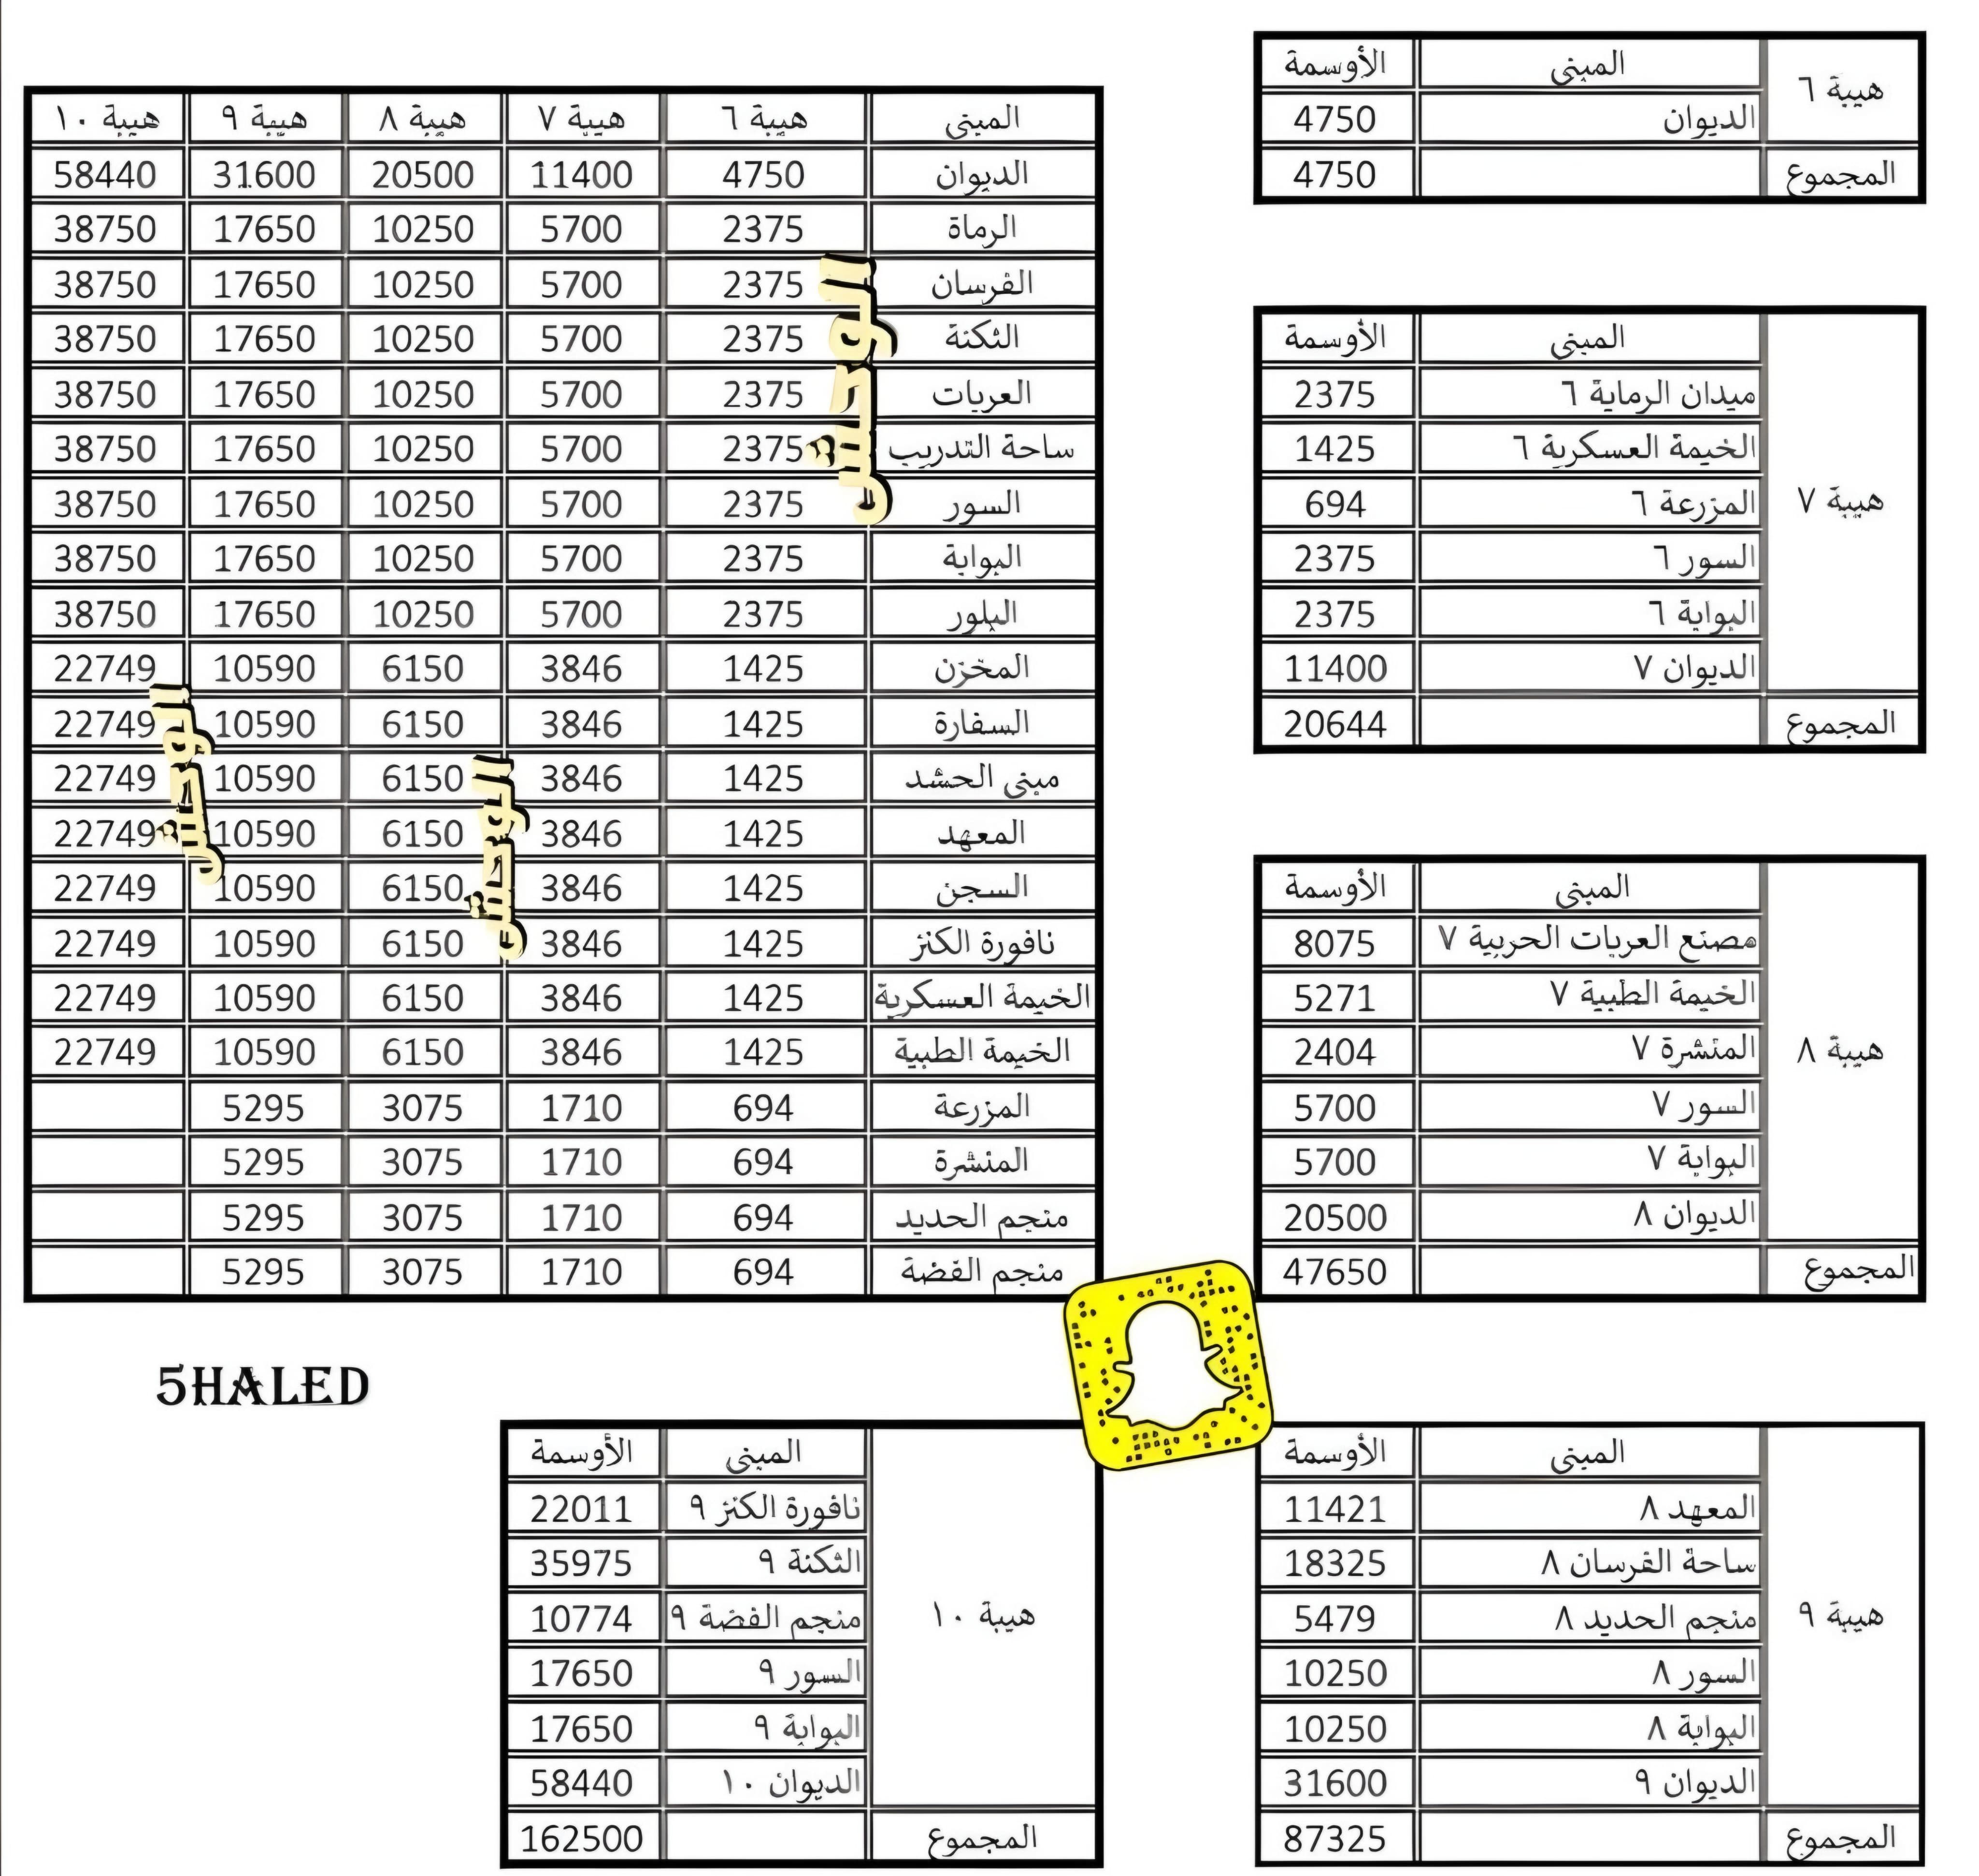 هيبة ٦ المبنى الأوسمة
الديوان 4750
المجموع 4750
المبنى هيبة ٦ هيبة ٧ هيبة ٨ هيبة ٩ هيبة ١٠
الديوان 4750 11400 20500 31600 58440
الرماة 2375 5700 10250 17650 38750
الفرسان 2375 5700 10250 17650 38750
الثكنة 2375 5700 10250 17650 38750
العربات 2375 5700 10250 17650 38750
ساحة التدريب 2375 5700 10250 17650 38750
السور 2375 5700 10250 17650 38750
البوابة 2375 5700 10250 17650 38750
البلور 2375 5700 10250 17650 38750
المخزن 1425 3846 6150 10590 22749
السفارة 1425 3846 6150 10590 22749
مبنى الحشد 1425 3846 6150 10590 22749
المعهد 1425 3846 6150 10590 22749
السجن 1425 3846 6150 10590 22749
نافورة الكنز 1425 3846 6150 10590 22749
الخيمة العسكرية 1425 3846 6150 10590 22749
الخيمة الطبية 1425 3846 6150 10590 22749
المزرعة 694 1710 3075 5295
المنشرة 694 1710 3075 5295
منجم الحديد 694 1710 3075 5295
منجم الفضة 694 1710 3075 5295
الوحش
الوحش
الوحش
هيبة ٧ المبنى الأوسمة
ميدان الرماية ٦ 2375
الخيمة العسكرية ٦ 1425
المزرعة ٦ 694
السور ٦ 2375
البوابة ٦ 2375
الديوان ٧ 11400
المجموع 20644
هيبة ٨ المبنى الأوسمة
مصنع العربات الحربية ٧ 8075
الخيمة الطبية ٧ 5271
المنشرة ٧ 2404
السور ٧ 5700
البوابة ٧ 5700
الديوان ٨ 20500
المجموع 47650
5HALED
هيبة ٩ المبنى الأوسمة
المعهد ٨ 11421
ساحة الفرسان ٨ 18325
منجم الحديد ٨ 5479
السور ٨ 10250
البوابة ٨ 10250
الديوان ٩ 31600
المجموع 87325
هيبة ١٠ المبنى الأوسمة
نافورة الكنز ٩ 22011
الثكنة ٩ 35975
منجم الفضة ٩ 10774
السور ٩ 17650
البوابة ٩ 17650
الديوان ١٠ 58440
المجموع 162500